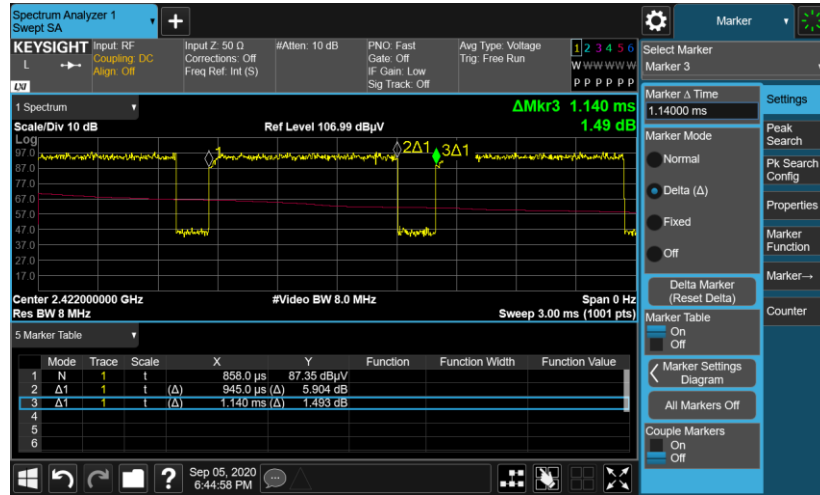 Spectrum Analyzer 1
Swept SA
Marker
KEYSIGHT
L
LXI
Input: RF
Coupling: DC
Align: Off
Input Z: 50 Ω
Corrections: Off
Freq Ref: Int (S)
#Atten: 10 dB
PNO: Fast
Gate: Off
IF Gain: Low
Sig Track: Off
Avg Type: Voltage
Trig: Free Run
1 2 3 4 5 6
W W W W W W
P P P P P P
Select Marker
Marker 3
1 Spectrum
ΔMkr3 1.140 ms
1.49 dB
Scale/Div 10 dB
Ref Level 106.99 dBµV
Log
97.0
87.0
77.0
67.0
57.0
47.0
37.0
27.0
17.0
1
2Δ1
3Δ1
Center 2.422000000 GHz
#Video BW 8.0 MHz
Span 0 Hz
Res BW 8 MHz
Sweep 3.00 ms (1001 pts)
5 Marker Table
Mode Trace Scale X Y Function Function Width Function Value
1 N 1 t 858.0 µs 87.35 dBµV
2 Δ1 1 t (Δ) 945.0 µs (Δ) 5.904 dB
3 Δ1 1 t (Δ) 1.140 ms (Δ) 1.493 dB
4
5
6
Marker Δ Time
1.14000 ms
Marker Mode
Normal
Delta (Δ)
Fixed
Off
Delta Marker
(Reset Delta)
Marker Table
On
Off
Marker Settings
Diagram
All Markers Off
Couple Markers
On
Off
Settings
Peak
Search
Pk Search
Config
Properties
Marker
Function
Marker→
Counter
?
Sep 05, 2020
6:44:58 PM